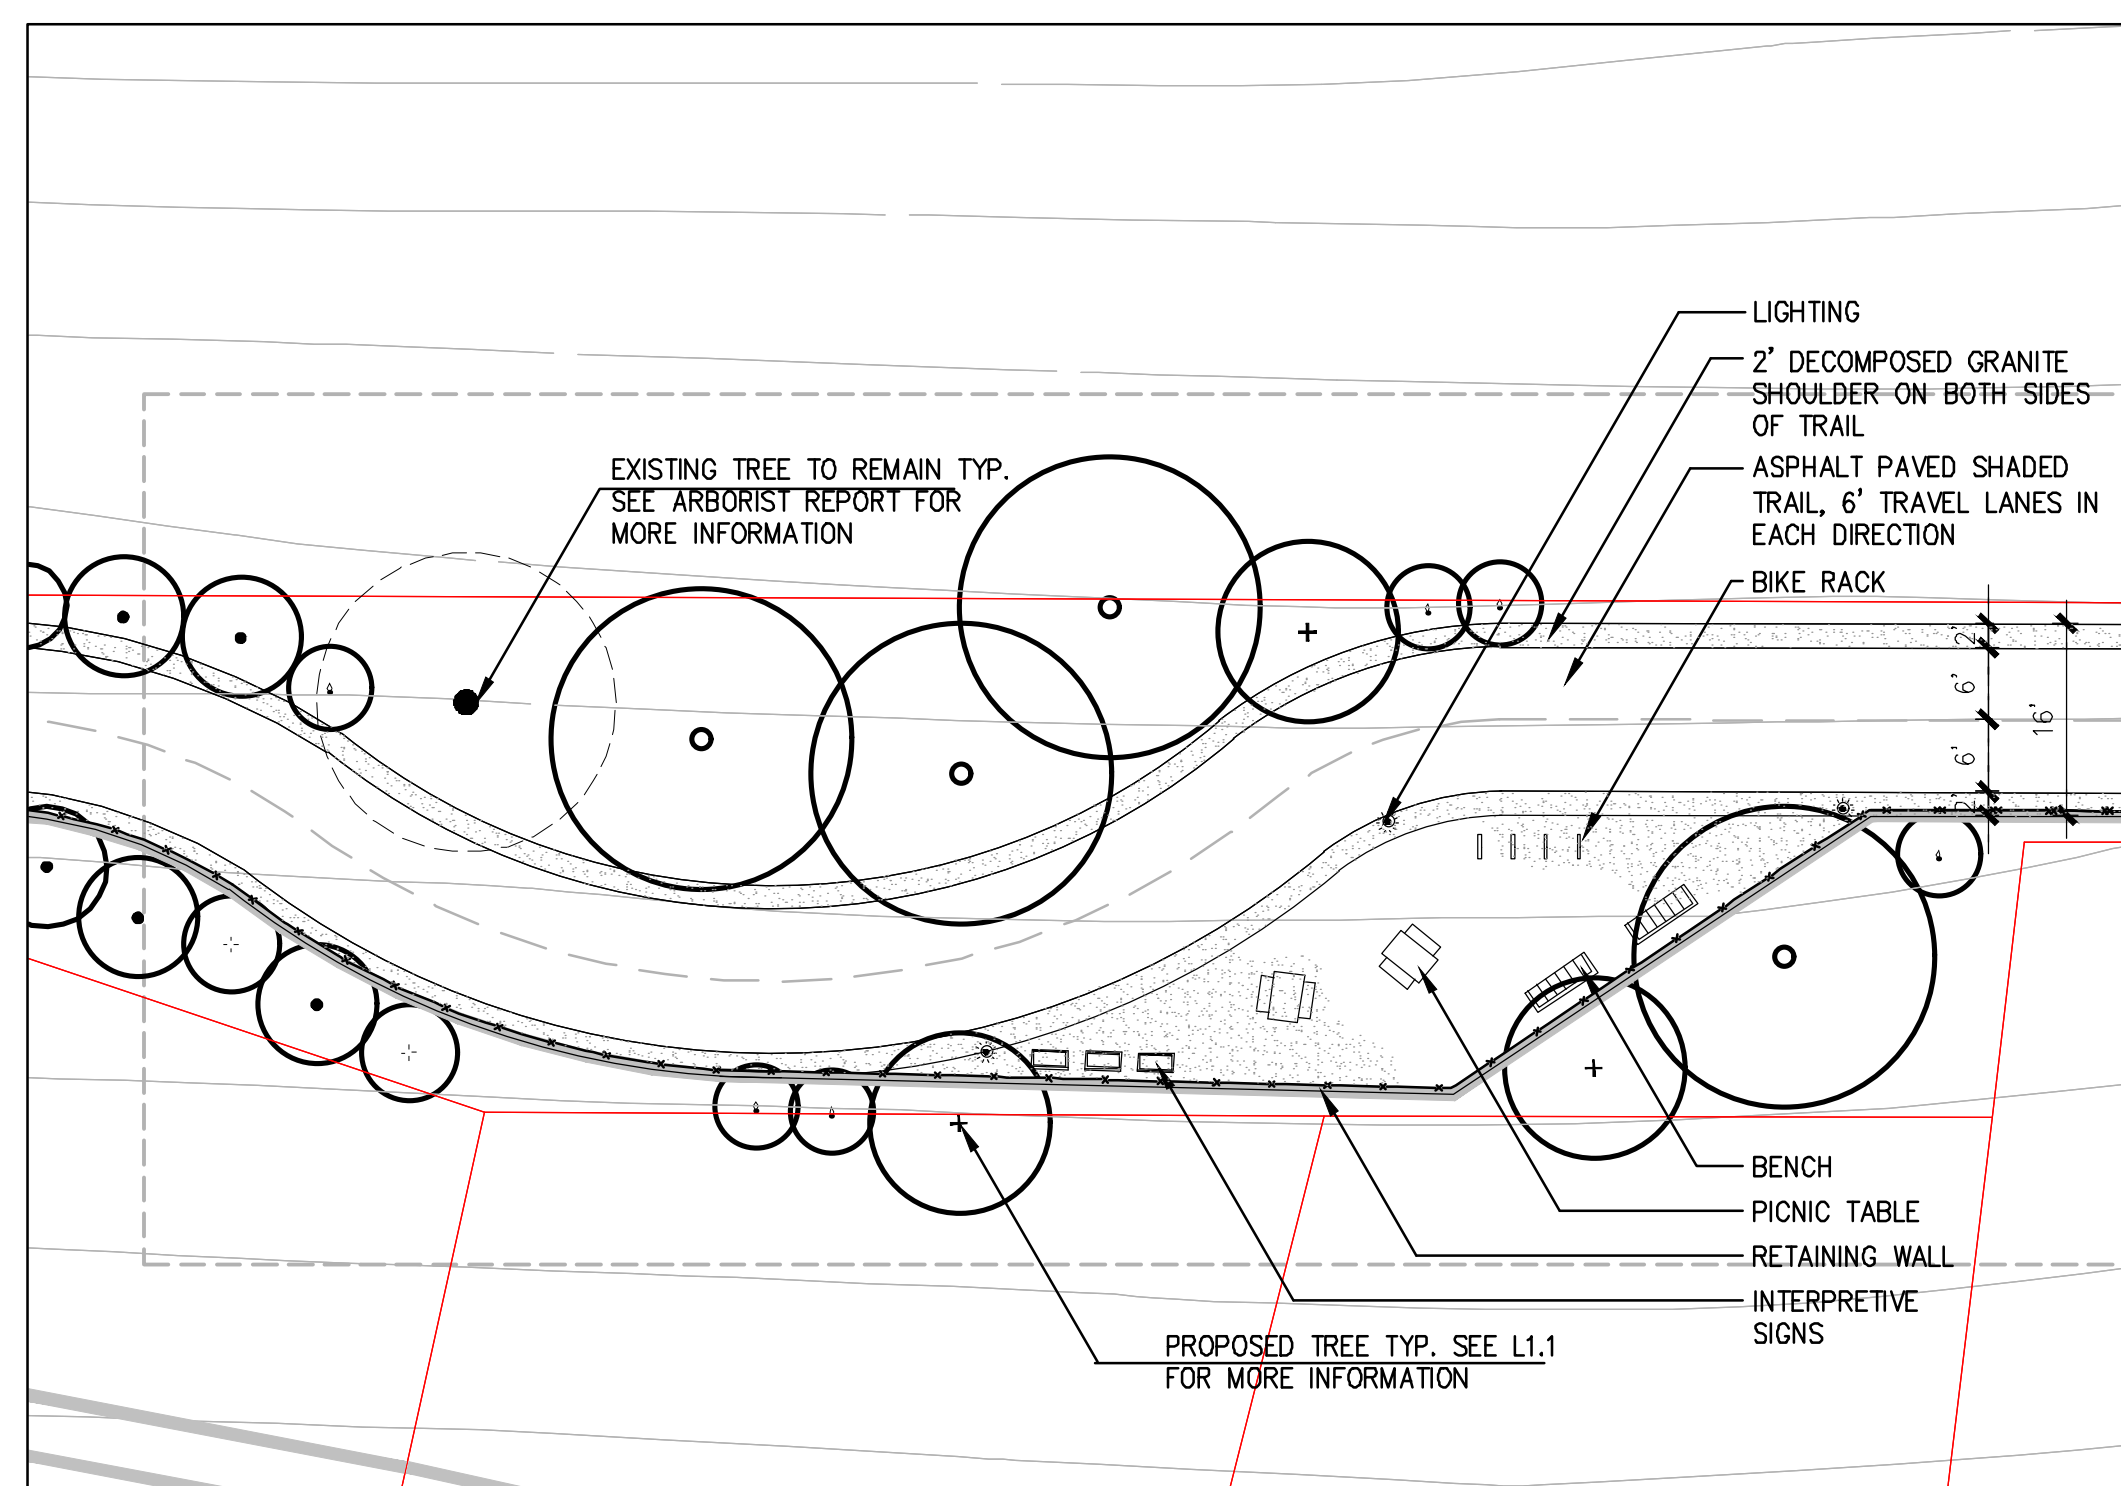 LIGHTING
2' DECOMPOSED GRANITE
SHOULDER ON BOTH SIDES
OF TRAIL
ASPHALT PAVED SHADED
TRAIL, 6' TRAVEL LANES IN
EACH DIRECTION
BIKE RACK
EXISTING TREE TO REMAIN TYP.
SEE ARBORIST REPORT FOR
MORE INFORMATION
2'
6'
16'
6'
2'
BENCH
PICNIC TABLE
RETAINING WALL
INTERPRETIVE
SIGNS
PROPOSED TREE TYP. SEE L1.1
FOR MORE INFORMATION